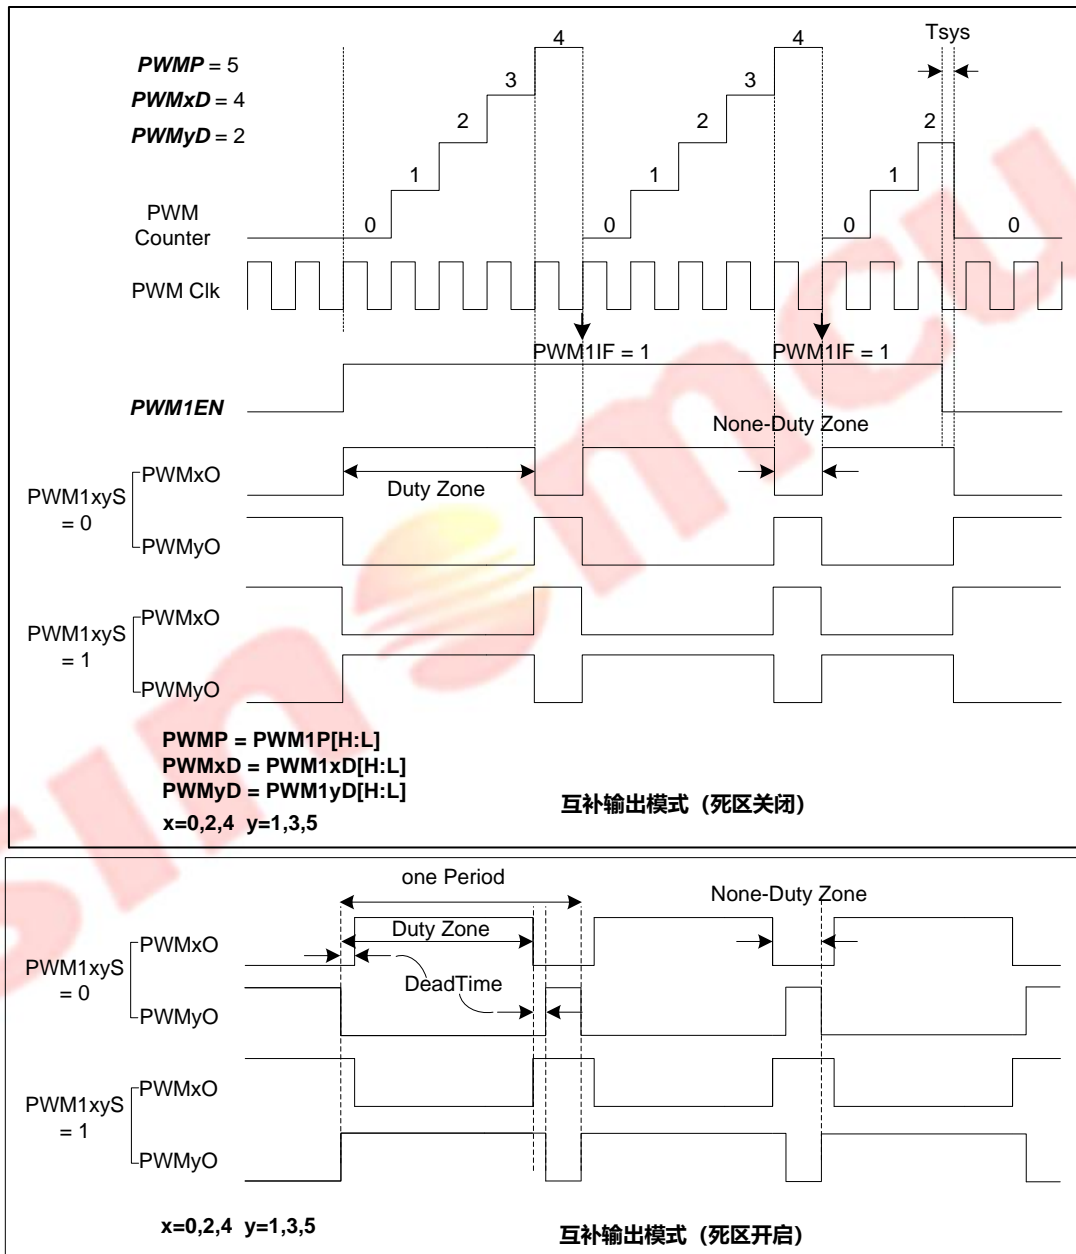 Tsys
4
4
PWMP = 5
3
3
PWMxD = 4
2
2
2
PWMyD = 2
1
1
1
PWM Counter
0
0
0
0
PWM Clk
PWM1IF = 1
PWM1IF = 1
PWM1EN
None-Duty Zone
PWMxO
Duty Zone
PWM1xyS = 0
PWMyO
PWMxO
PWM1xyS = 1
PWMyO
PWMP = PWM1P[H:L]
PWMxD = PWM1xD[H:L]
PWMyD = PWM1yD[H:L]
x=0,2,4 y=1,3,5
互补输出模式（死区关闭）
one Period
None-Duty Zone
PWMxO
Duty Zone
PWM1xyS = 0
DeadTime
PWMyO
PWMxO
PWM1xyS = 1
PWMyO
x=0,2,4 y=1,3,5
互补输出模式（死区开启）
sinomcu